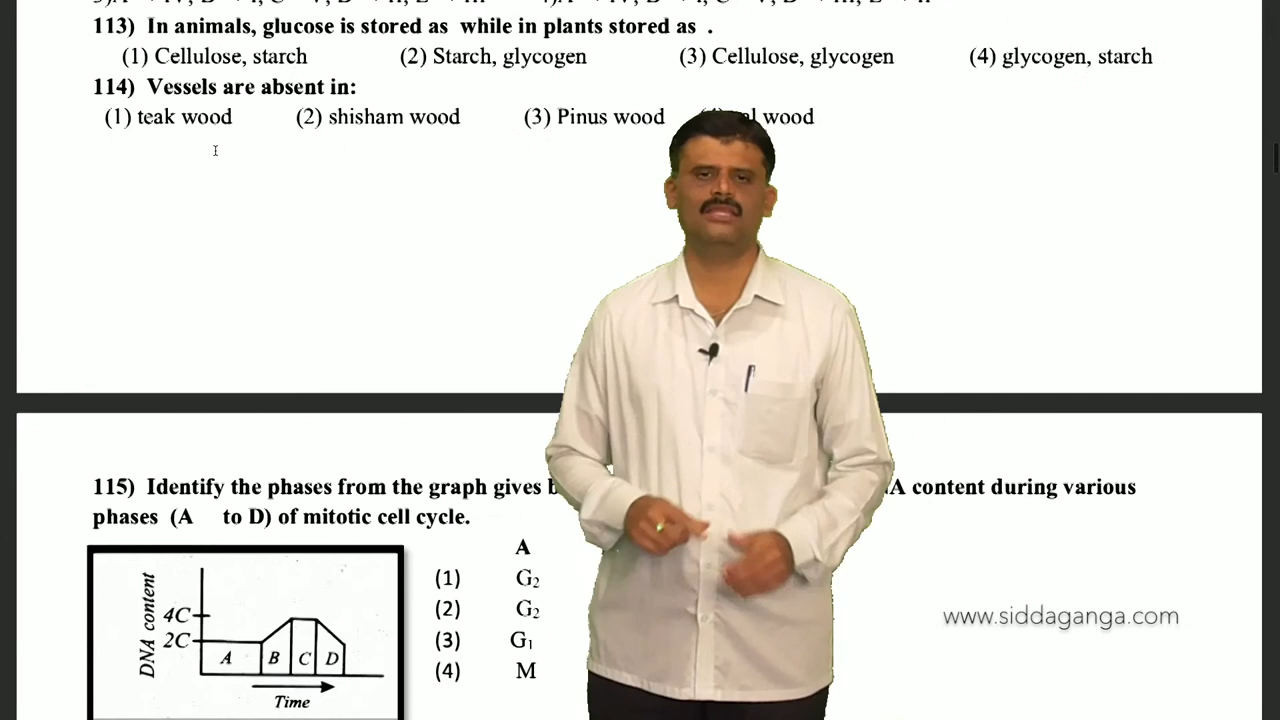 113) In animals, glucose is stored as while in plants stored as .
(1) Cellulose, starch (2) Starch, glycogen (3) Cellulose, glycogen (4) glycogen, starch
114) Vessels are absent in:
(1) teak wood (2) shisham wood (3) Pinus wood wood
115) Identify the phases from the graph gives content during various
phases (A to D) of mitotic cell cycle.
A
(1) G₂
(2) G₂
(3) G₁
(4) M
DNA content
4C
2C
A B C D
Time
www.siddaganga.com